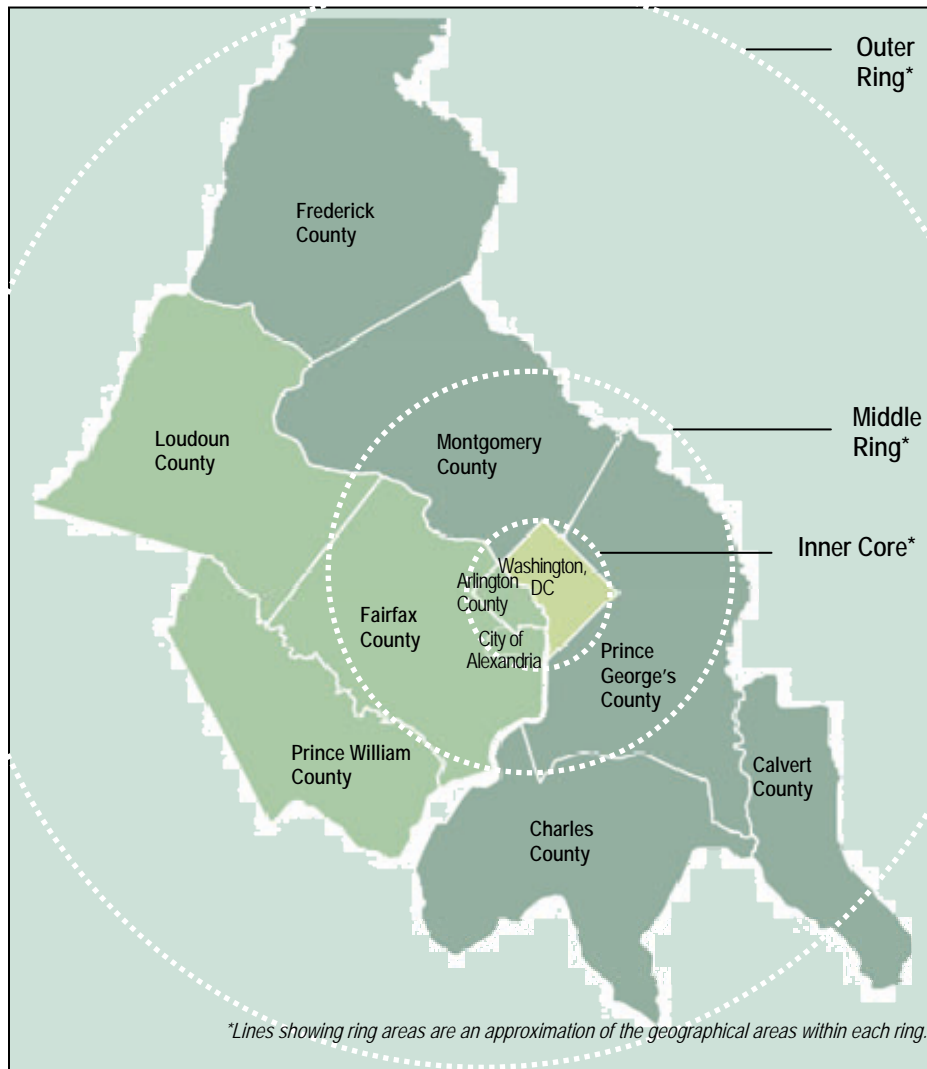 Outer
Ring*
Frederick
County
Middle
Ring*
Loudoun
County
Montgomery
County
Inner Core*
Washington,
DC
Arlington
County
Fairfax
County
City of
Alexandria
Prince
George’s
County
Prince William
County
Calvert
County
Charles
County
*Lines showing ring areas are an approximation of the geographical areas within each ring.